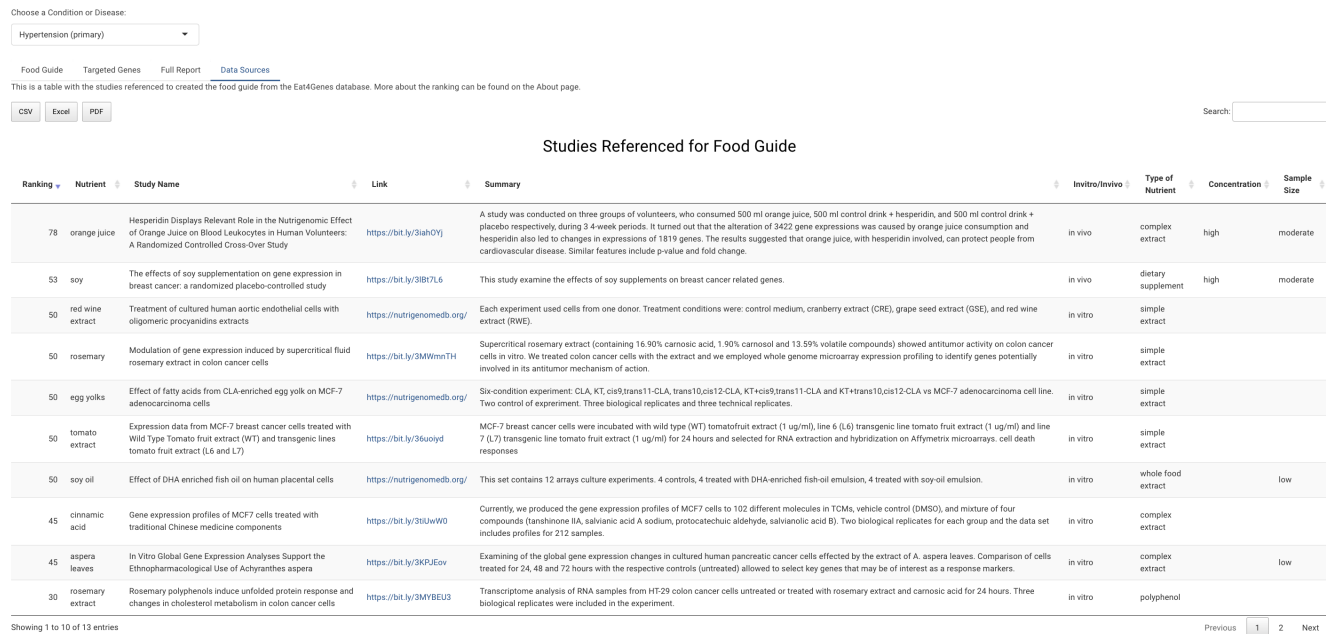 Choose a Condition or Disease:
Hypertension (primary)
Food Guide Targeted Genes Full Report Data Sources
This is a table with the studies referenced to created the food guide from the Eat4Genes database. More about the ranking can be found on the About page.
CSV Excel PDF Search:
Studies Referenced for Food Guide
Ranking Nutrient Study Name Link Summary Invitro/Invivo Type of Nutrient Concentration Sample Size
78 orange juice Hesperidin Displays Relevant Role in the Nutrigenomic Effect of Orange Juice on Blood Leukocytes in Human Volunteers: A Randomized Controlled Cross-Over Study https://bit.ly/3iahOYj A study was conducted on three groups of volunteers, who consumed 500 ml orange juice, 500 ml control drink + hesperidin, and 500 ml control drink + placebo respectively, during 3 4-week periods. It turned out that the alteration of 3422 gene expressions was caused by orange juice consumption and hesperidin also led to changes in expressions of 1819 genes. The results suggested that orange juice, with hesperidin involved, can protect people from cardiovascular disease. Similar features include p-value and fold change. in vivo complex extract high moderate
53 soy The effects of soy supplementation on gene expression in breast cancer: a randomized placebo-controlled study https://bit.ly/3lBt7L6 This study examine the effects of soy supplements on breast cancer related genes. in vivo dietary supplement high moderate
50 red wine extract Treatment of cultured human aortic endothelial cells with oligomeric procyanidins extracts https://nutrigenomedb.org/ Each experiment used cells from one donor. Treatment conditions were: control medium, cranberry extract (CRE), grape seed extract (GSE), and red wine extract (RWE). in vitro simple extract
50 rosemary Modulation of gene expression induced by supercritical fluid rosemary extract in colon cancer cells https://bit.ly/3MWmnTH Supercritical rosemary extract (containing 16.90% carnosic acid, 1.90% carnosol and 13.59% volatile compounds) showed antitumor activity on colon cancer cells in vitro. We treated colon cancer cells with the extract and we employed whole genome microarray expression profiling to identify genes potentially involved in its antitumor mechanism of action. in vitro simple extract
50 egg yolks Effect of fatty acids from CLA-enriched egg yolk on MCF-7 adenocarcinoma cells https://nutrigenomedb.org/ Six-condition experiment: CLA, KT, cis9,trans11-CLA, trans10,cis12-CLA, KT+cis9,trans11-CLA and KT+trans10,cis12-CLA vs MCF-7 adenocarcinoma cell line. Two control of expreriment. Three biological replicates and three technical replicates. in vitro simple extract
50 tomato extract Expression data from MCF-7 breast cancer cells treated with Wild Type Tomato fruit extract (WT) and transgenic lines tomato fruit extract (L6 and L7) https://bit.ly/36uoiyd MCF-7 breast cancer cells were incubated with wild type (WT) tomatofruit extract (1 ug/ml), line 6 (L6) transgenic line tomato fruit extract (1 ug/ml) and line 7 (L7) transgenic line tomato fruit extract (1 ug/ml) for 24 hours and selected for RNA extraction and hybridization on Affymetrix microarrays. cell death responses in vitro simple extract
50 soy oil Effect of DHA enriched fish oil on human placental cells https://nutrigenomedb.org/ This set contains 12 arrays culture experiments. 4 controls, 4 treated with DHA-enriched fish-oil emulsion, 4 treated with soy-oil emulsion. in vitro whole food extract low
45 cinnamic acid Gene expression profiles of MCF7 cells treated with traditional Chinese medicine components https://bit.ly/3tiUwW0 Currently, we produced the gene expression profiles of MCF7 cells to 102 different molecules in TCMs, vehicle control (DMSO), and mixture of four compounds (tanshinone IIA, salvianic acid A sodium, protocatechuic aldehyde, salvianolic acid B). Two biological replicates for each group and the data set includes profiles for 212 samples. in vitro complex extract
45 aspera leaves In Vitro Global Gene Expression Analyses Support the Ethnopharmacological Use of Achyranthes aspera https://bit.ly/3KPJEov Examining of the global gene expression changes in cultured human pancreatic cancer cells effected by the extract of A. aspera leaves. Comparison of cells treated for 24, 48 and 72 hours with the respective controls (untreated) allowed to select key genes that may be of interest as a response markers. in vitro complex extract low
30 rosemary extract Rosemary polyphenols induce unfolded protein response and changes in cholesterol metabolism in colon cancer cells https://bit.ly/3MYBEU3 Transcriptome analysis of RNA samples from HT-29 colon cancer cells untreated or treated with rosemary extract and carnosic acid for 24 hours. Three biological replicates were included in the experiment. in vitro polyphenol
Showing 1 to 10 of 13 entries Previous 1 2 Next